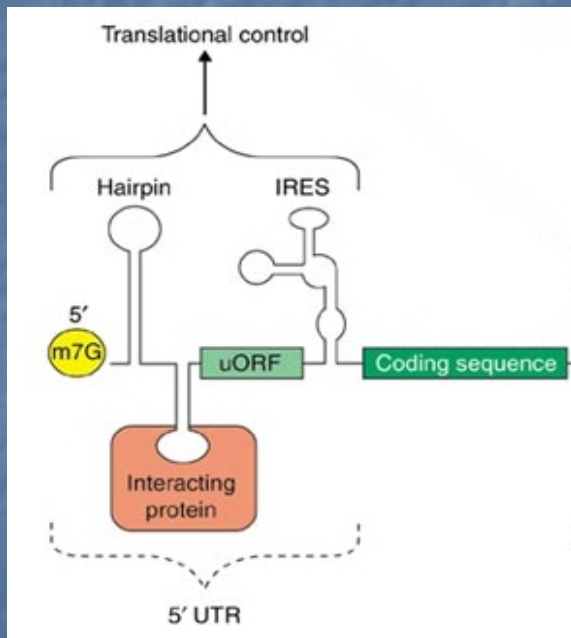 Translational control
Hairpin
IRES
5′
m7G
uORF
Coding sequence
Interacting
protein
5′ UTR